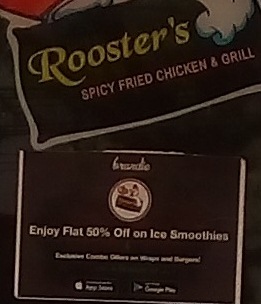 Rooster's
SPICY FRIED CHICKEN & GRILL
Enjoy Flat 50% Off on Ice Smoothies
Exclusive Combo Offers on Wraps and Burgers!
App Store
Google Play